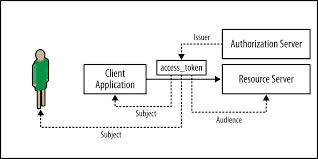 Issuer
Authorization Server
access_token
Client
Application
Resource Server
Subject
Audience
Subject